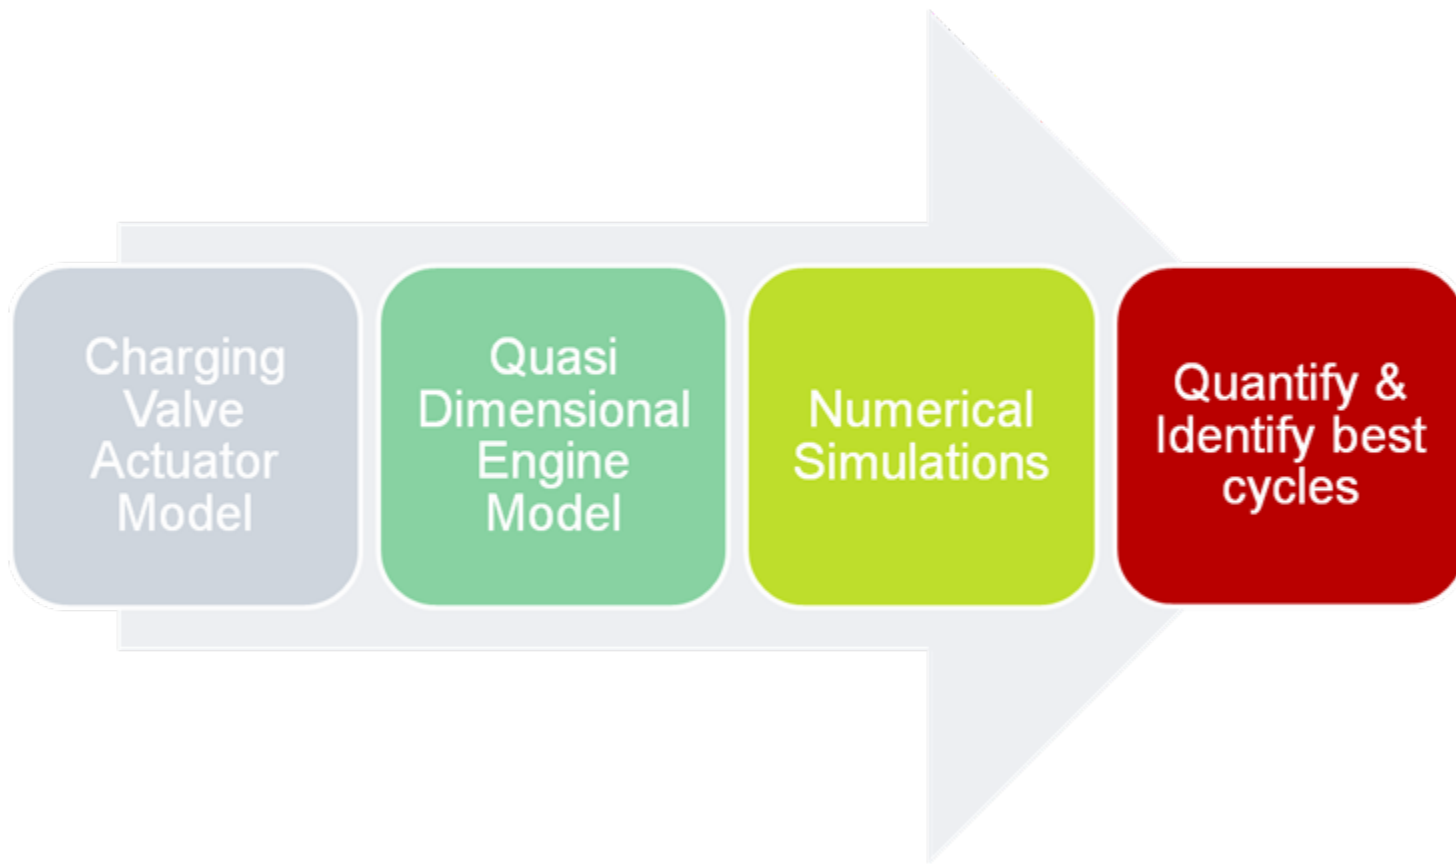 Charging
Valve
Actuator
Model
Quasi
Dimensional
Engine
Model
Numerical
Simulations
Quantify &
Identify best
cycles